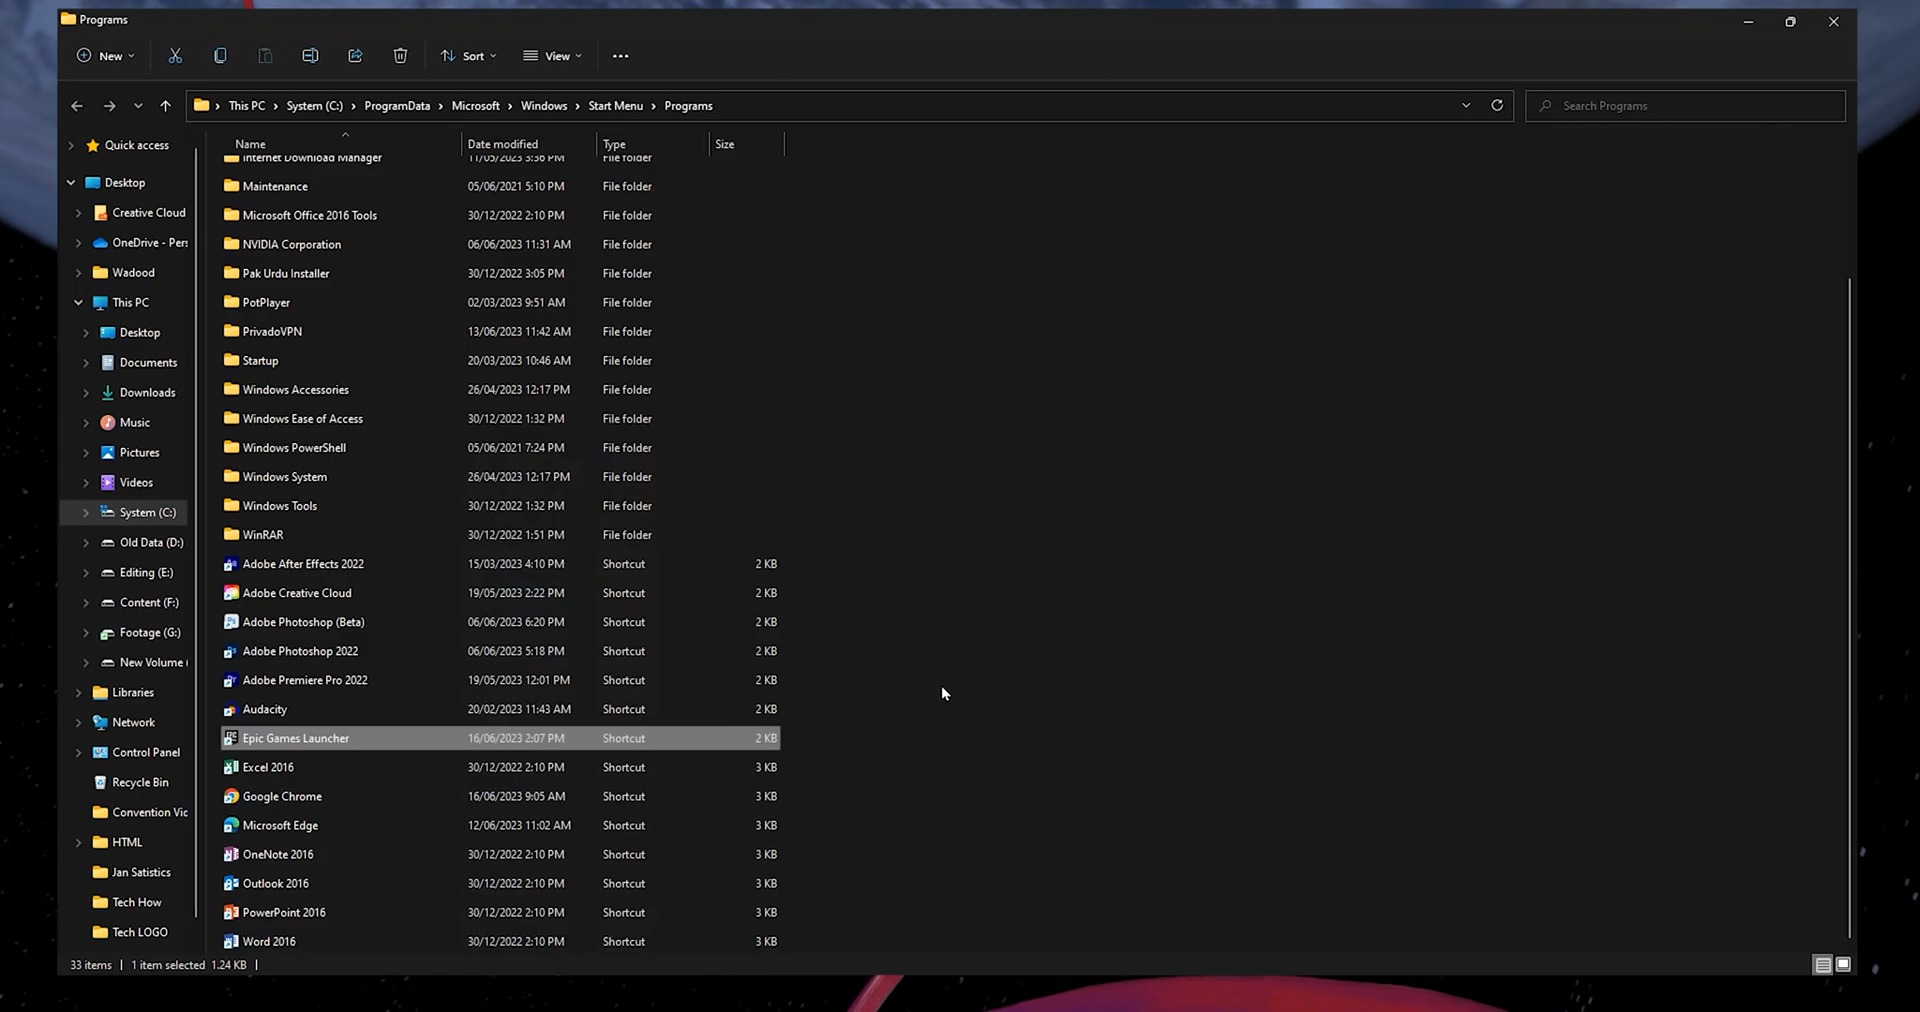 Programs
New
Sort
View
This PC > System (C:) > ProgramData > Microsoft > Windows > Start Menu > Programs
Search Programs
Quick access
Desktop
Creative Cloud
OneDrive - Pers
Wadood
This PC
Desktop
Documents
Downloads
Music
Pictures
Videos
System (C:)
Old Data (D:)
Editing (E:)
Content (F:)
Footage (G:)
New Volume (
Libraries
Network
Control Panel
Recycle Bin
Convention Vic
HTML
Jan Satistics
Tech How
Tech LOGO
Name Date modified Type Size
Internet Download Manager 11/05/2023 3:36 PM File folder
Maintenance 05/06/2021 5:10 PM File folder
Microsoft Office 2016 Tools 30/12/2022 2:10 PM File folder
NVIDIA Corporation 06/06/2023 11:31 AM File folder
Pak Urdu Installer 30/12/2022 3:05 PM File folder
PotPlayer 02/03/2023 9:51 AM File folder
PrivadoVPN 13/06/2023 11:42 AM File folder
Startup 20/03/2023 10:46 AM File folder
Windows Accessories 26/04/2023 12:17 PM File folder
Windows Ease of Access 30/12/2022 1:32 PM File folder
Windows PowerShell 05/06/2021 7:24 PM File folder
Windows System 26/04/2023 12:17 PM File folder
Windows Tools 30/12/2022 1:32 PM File folder
WinRAR 30/12/2022 1:51 PM File folder
Adobe After Effects 2022 15/03/2023 4:10 PM Shortcut 2 KB
Adobe Creative Cloud 19/05/2023 2:22 PM Shortcut 2 KB
Adobe Photoshop (Beta) 06/06/2023 6:20 PM Shortcut 2 KB
Adobe Photoshop 2022 06/06/2023 5:18 PM Shortcut 2 KB
Adobe Premiere Pro 2022 19/05/2023 12:01 PM Shortcut 2 KB
Audacity 20/02/2023 11:43 AM Shortcut 2 KB
Epic Games Launcher 16/06/2023 2:07 PM Shortcut 2 KB
Excel 2016 30/12/2022 2:10 PM Shortcut 3 KB
Google Chrome 16/06/2023 9:05 AM Shortcut 3 KB
Microsoft Edge 12/06/2023 11:02 AM Shortcut 3 KB
OneNote 2016 30/12/2022 2:10 PM Shortcut 3 KB
Outlook 2016 30/12/2022 2:10 PM Shortcut 3 KB
PowerPoint 2016 30/12/2022 2:10 PM Shortcut 3 KB
Word 2016 30/12/2022 2:10 PM Shortcut 3 KB
33 items | 1 item selected 1.24 KB |